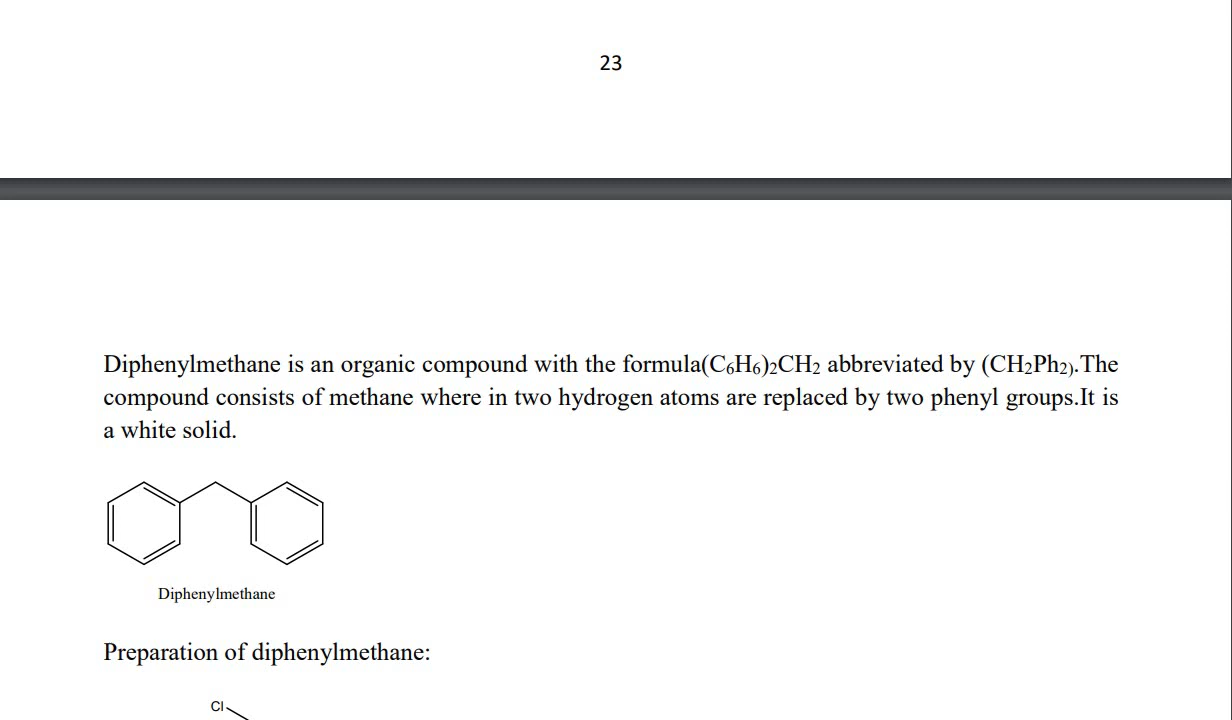 23
Diphenylmethane is an organic compound with the formula(C₆H₆)₂CH₂ abbreviated by (CH₂Ph₂).The
compound consists of methane where in two hydrogen atoms are replaced by two phenyl groups.It is
a white solid.
Diphenylmethane
Preparation of diphenylmethane:
Cl